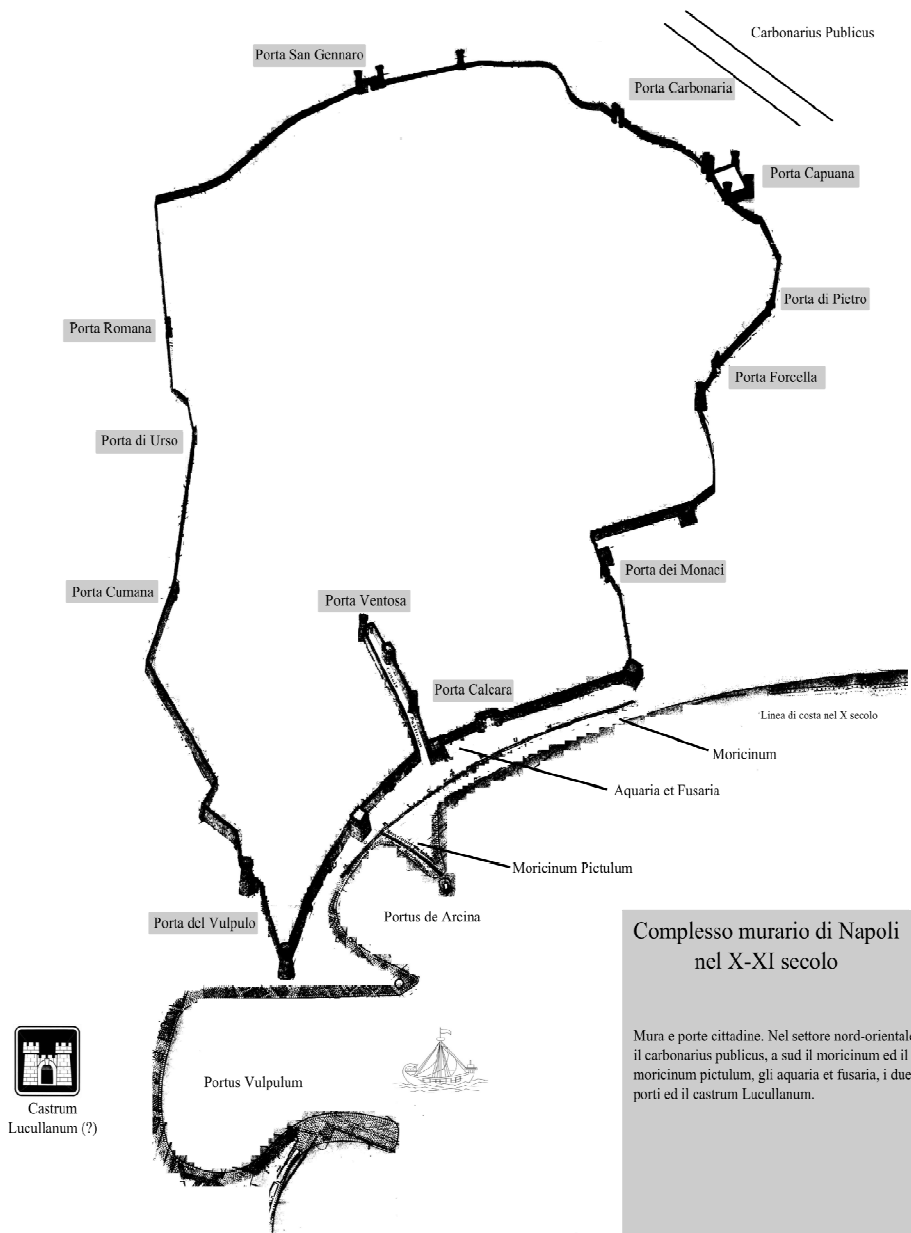 Carbonarius Publicus
Porta San Gennaro
Porta Carbonaria
Porta Capuana
Porta di Pietro
Porta Romana
Porta Forcella
Porta di Urso
Porta dei Monaci
Porta Cumana
Porta Ventosa
Porta Calcara
Linea di costa nel X secolo
Moricinum
Aquaria et Fusaria
Moricinum Pictulum
Portus de Arcina
Porta del Vulpulo
Complesso murario di Napoli
nel X-XI secolo
Mura e porte cittadine. Nel settore nord-orientale
il carbonarius publicus, a sud il moricinum ed il
moricinum pictulum, gli aquaria et fusaria, i due
porti ed il castrum Lucullanum.
Portus Vulpulum
Castrum
Lucullanum (?)